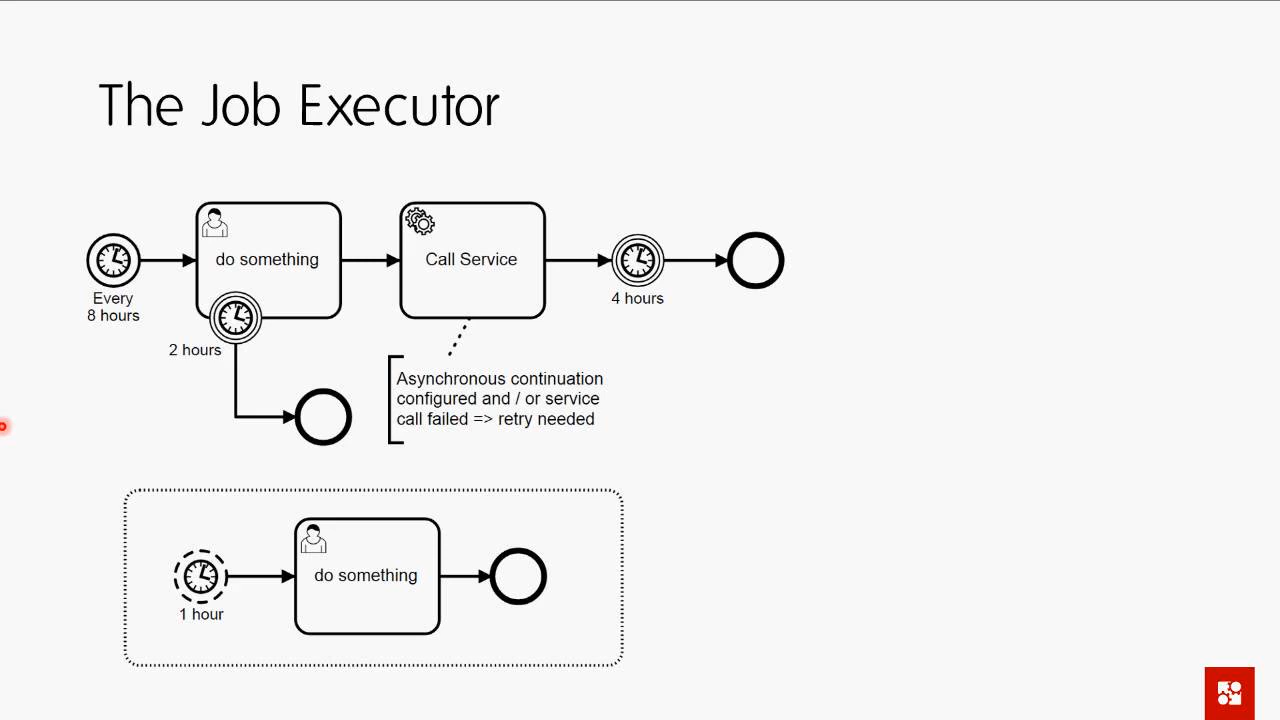 The Job Executor
do something
Call Service
Every
8 hours
4 hours
2 hours
Asynchronous continuation
configured and / or service
call failed => retry needed
do something
1 hour